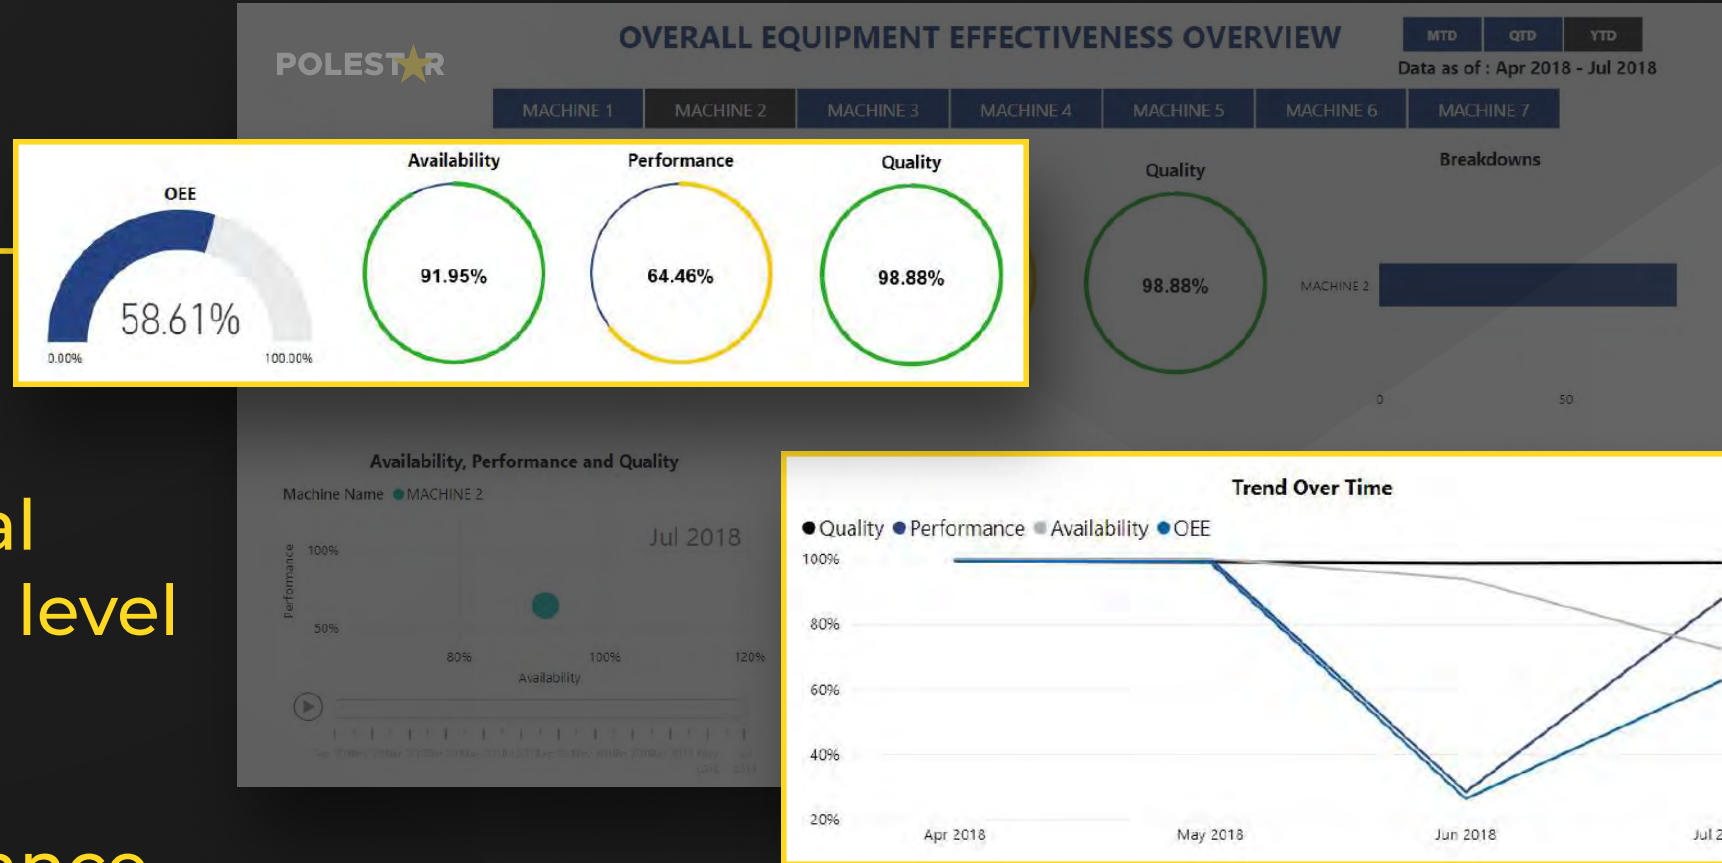 POLESTAR
OVERALL EQUIPMENT EFFECTIVENESS OVERVIEW
MTD QTD YTD
Data as of : Apr 2018 - Jul 2018
MACHINE 1 MACHINE 2 MACHINE 3 MACHINE 4 MACHINE 5 MACHINE 6 MACHINE 7
OEE
58.61%
0.00% 100.00%
Availability
91.95%
Performance
64.46%
Quality
98.88%
Quality
98.88%
Breakdowns
MACHINE 2
0 50
level
Availability, Performance and Quality
Machine Name MACHINE 2
Jul 2018
Performance
100%
50%
80% 100% 120%
Availability
Trend Over Time
Quality Performance Availability OEE
100%
80%
60%
40%
20%
Apr 2018 May 2018 Jun 2018 Jul 2